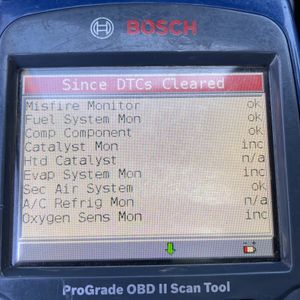 BOSCH
Since DTCs Cleared
Misfire Monitor ok
Fuel System Mon ok
Comp Component ok
Catalyst Mon inc
Htd Catalyst n/a
Evap System Mon inc
Sec Air System ok
A/C Refrig Mon n/a
Oxygen Sens Mon inc
ProGrade OBD II Scan Tool